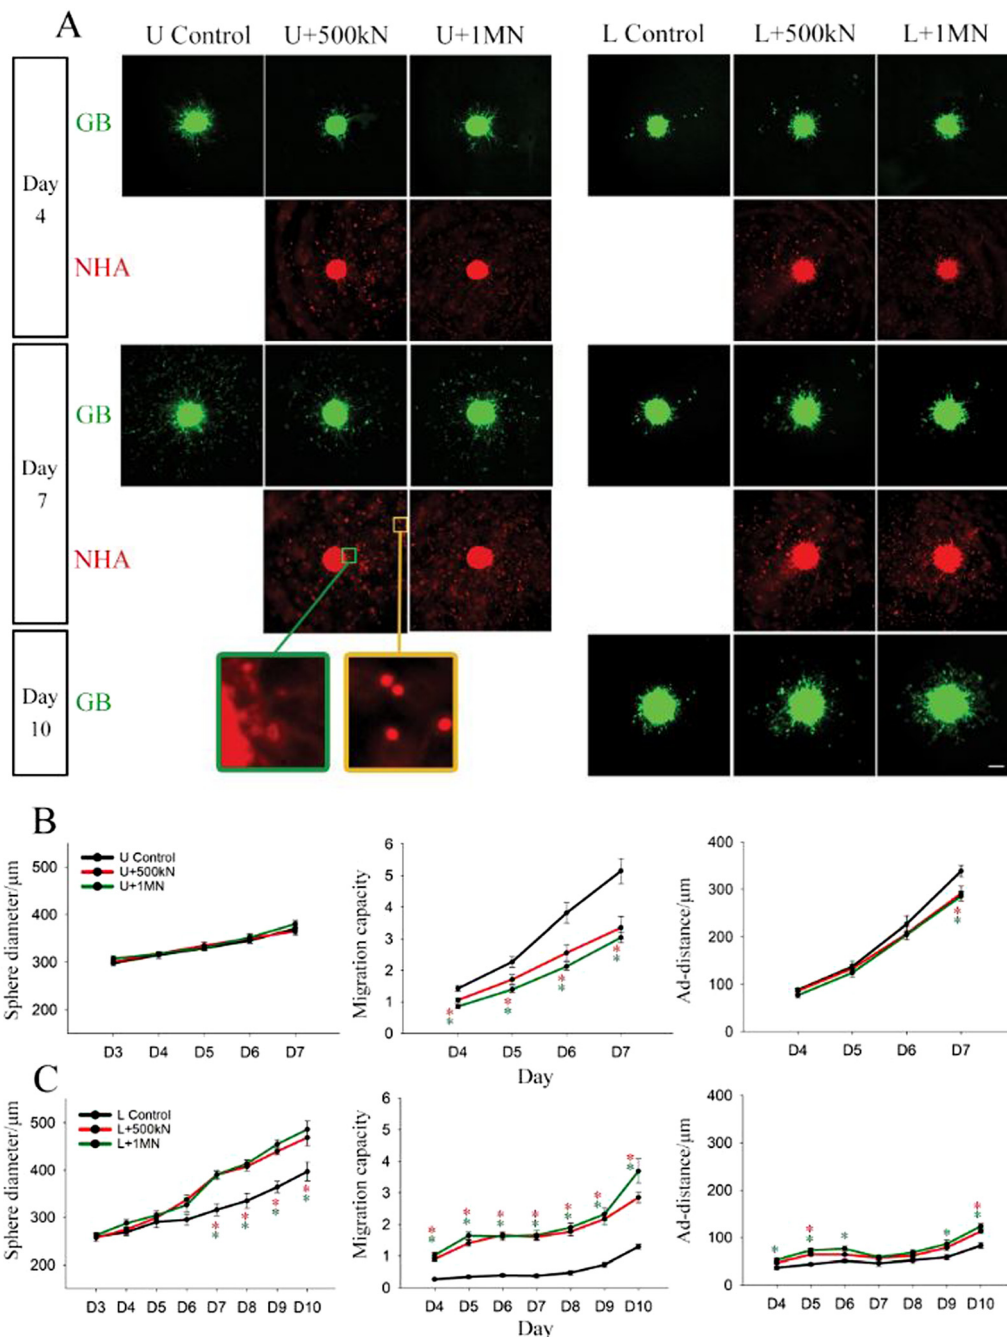 A
U Control U+500kN U+1MN L Control L+500kN L+1MN
Day
4
GB
NHA
Day
7
GB
NHA
Day
10
GB
B
Sphere diameter/μm
500
400
300
200
U Control
U+500kN
U+1MN
D3 D4 D5 D6 D7
Migration capacity
6
5
4
3
2
1
0
*
*
*
*
*
*
*
*
D4 D5 D6 D7
Day
Ad-distance/μm
400
300
200
100
0
*
*
D4 D5 D6 D7
C
Sphere diameter/μm
500
400
300
200
L Control
L+500kN
L+1MN
*
*
*
*
*
*
*
*
*
D3 D4 D5 D6 D7 D8 D9 D10
Migration capacity
6
5
4
3
2
1
0
*
*
*
*
*
*
*
*
*
*
*
*
*
*
D4 D5 D6 D7 D8 D9 D10
Day
Ad-distance/μm
400
300
200
100
0
*
*
*
*
*
*
*
D4 D5 D6 D7 D8 D9 D10